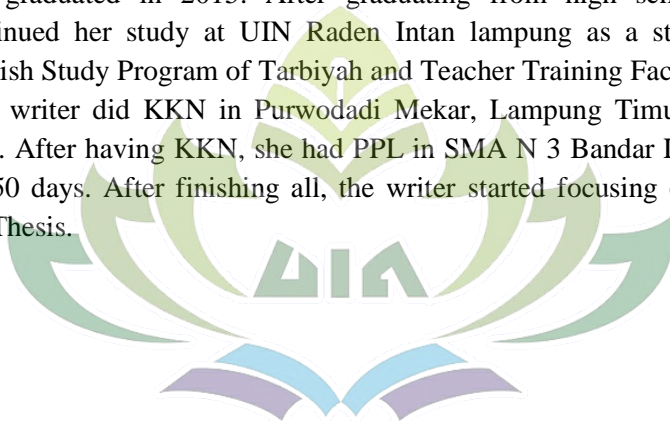 graduated in 2015. After graduating from high
inued her study at UIN Raden Intan lampung as a st
ish Study Program of Tarbiyah and Teacher Training Fac
writer did KKN in Purwodadi Mekar, Lampung Timu
. After having KKN, she had PPL in SMA N 3 Bandar
50 days. After finishing all, the writer started focusing
Thesis.
UIN